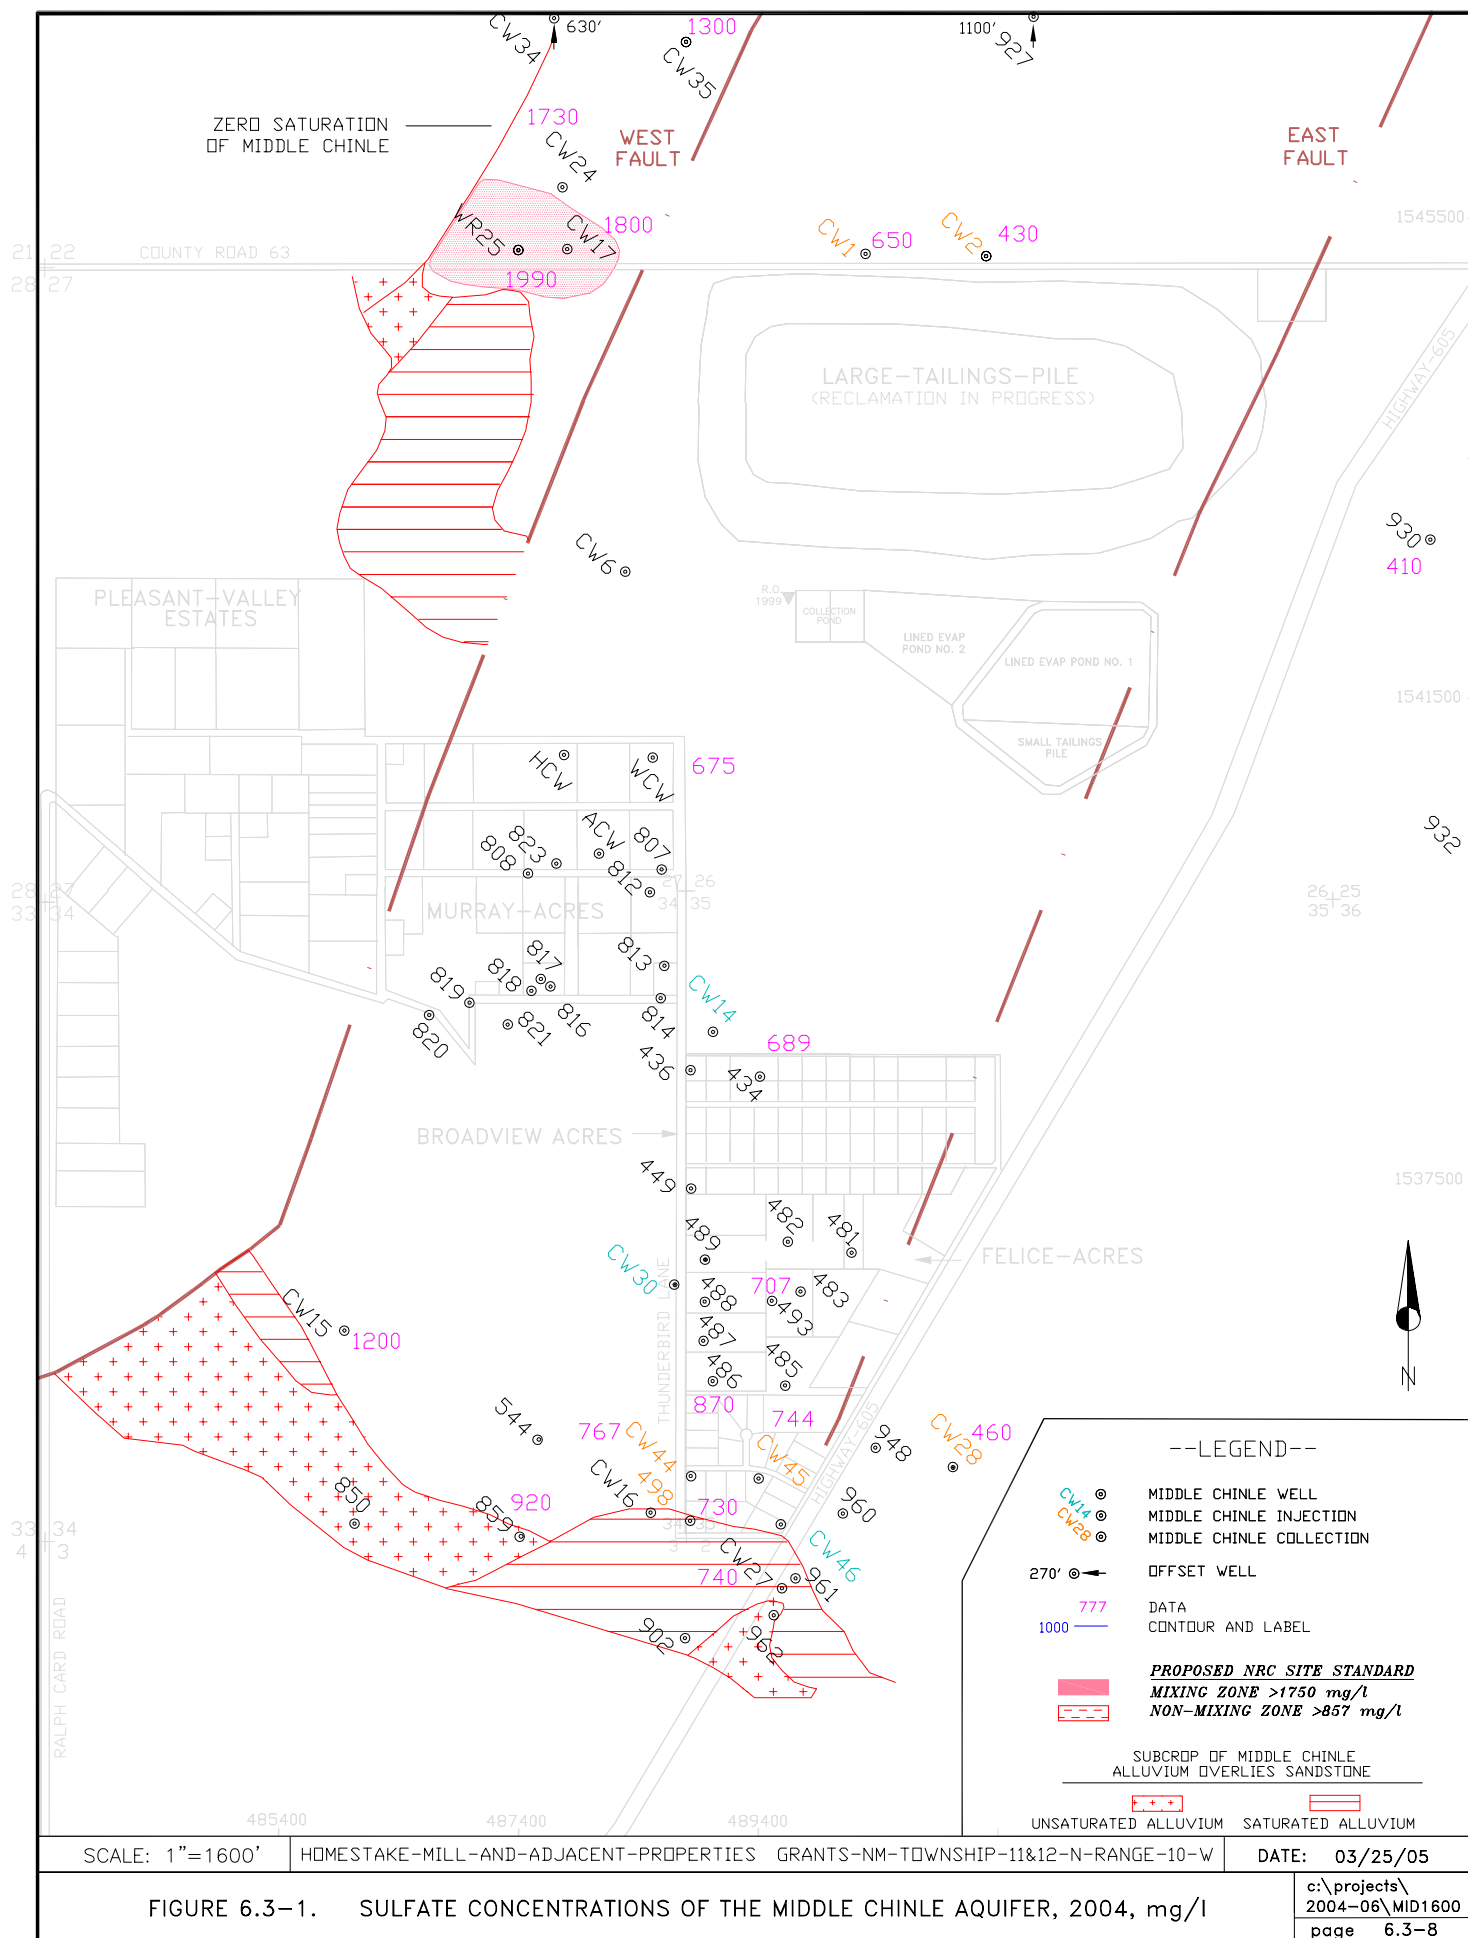 CW34
630'
1300
CW35
1100'
927
ZERO SATURATION
OF MIDDLE CHINLE
1730
CW24
WEST
FAULT
EAST
FAULT
WR25
CW17
1800
1990
CW1
650
CW2
430
1545500
21 22
28 27
COUNTY ROAD 63
LARGE-TAILINGS-PILE
(RECLAMATION IN PROGRESS)
HIGHWAY-605
930
410
CW6
PLEASANT-VALLEY
ESTATES
R.O.
1999
COLLECTION
POND
LINED EVAP
POND NO. 2
LINED EVAP POND NO. 1
SMALL TAILINGS
PILE
1541500
HCW
WCW
675
932
808
823
ACW
807
812
28 27
33 34
27 26
34 35
26 25
35 36
MURRAY-ACRES
813
817
818
819
820
821
816
814
CW14
689
436
434
BROADVIEW ACRES
449
1537500
482
481
489
FELICE-ACRES
CW30
THUNDERBIRD LANE
488
707
483
493
CW15
1200
487
486
485
N
870
744
544
767
CW44
498
CW45
HIGHWAY-605
948
CW28
460
850
859
920
CW16
730
960
33 34
4 3
34 35
3 2
CW27
740
CW46
961
902
962
RALPH CARD ROAD
485400
487400
489400
--LEGEND--
CW14
CW28
MIDDLE CHINLE WELL
MIDDLE CHINLE INJECTION
MIDDLE CHINLE COLLECTION
270' OFFSET WELL
777 DATA
1000 CONTOUR AND LABEL
PROPOSED NRC SITE STANDARD
MIXING ZONE >1750 mg/l
NON-MIXING ZONE >857 mg/l
SUBCROP OF MIDDLE CHINLE
ALLUVIUM OVERLIES SANDSTONE
UNSATURATED ALLUVIUM SATURATED ALLUVIUM
SCALE: 1"=1600'
HOMESTAKE-MILL-AND-ADJACENT-PROPERTIES GRANTS-NM-TOWNSHIP-11&12-N-RANGE-10-W
DATE: 03/25/05
FIGURE 6.3-1. SULFATE CONCENTRATIONS OF THE MIDDLE CHINLE AQUIFER, 2004, mg/l
c:\projects\
2004-06\MID1600
page 6.3-8